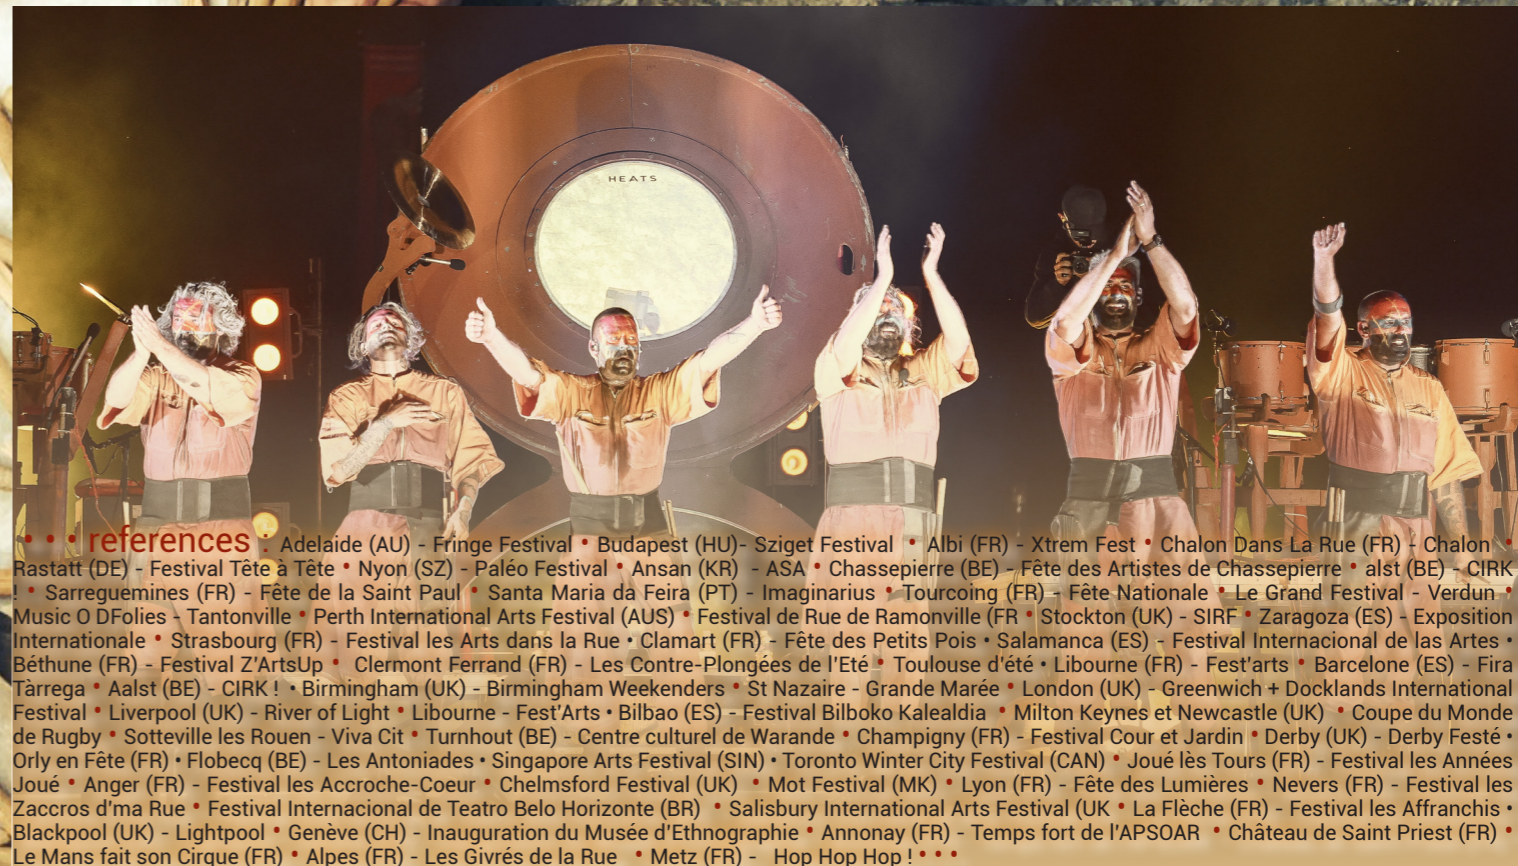 HEATS
• • • references : Adelaide (AU) - Fringe Festival • Budapest (HU)- Sziget Festival • Albi (FR) - Xtrem Fest • Chalon Dans La Rue (FR) - Chalon •
Rastatt (DE) - Festival Tête à Tête • Nyon (SZ) - Paléo Festival • Ansan (KR) - ASA • Chassepierre (BE) - Fête des Artistes de Chassepierre • alst (BE) - CIRK
! • Sarreguemines (FR) - Fête de la Saint Paul • Santa Maria da Feira (PT) - Imaginarius • Tourcoing (FR) - Fête Nationale • Le Grand Festival - Verdun •
Music O DFolies - Tantonville • Perth International Arts Festival (AUS) • Festival de Rue de Ramonville (FR • Stockton (UK) - SIRF • Zaragoza (ES) - Exposition
Internationale • Strasbourg (FR) - Festival les Arts dans la Rue • Clamart (FR) - Fête des Petits Pois • Salamanca (ES) - Festival Internacional de las Artes •
Béthune (FR) - Festival Z'ArtsUp • Clermont Ferrand (FR) - Les Contre-Plongées de l'Eté • Toulouse d'été • Libourne (FR) - Fest'arts • Barcelone (ES) - Fira
Tàrrega • Aalst (BE) - CIRK ! • Birmingham (UK) - Birmingham Weekenders • St Nazaire - Grande Marée • London (UK) - Greenwich + Docklands International
Festival • Liverpool (UK) - River of Light • Libourne - Fest'Arts • Bilbao (ES) - Festival Bilboko Kalealdia • Milton Keynes et Newcastle (UK) • Coupe du Monde
de Rugby • Sotteville les Rouen - Viva Cit • Turnhout (BE) - Centre culturel de Warande • Champigny (FR) - Festival Cour et Jardin • Derby (UK) - Derby Festé •
Orly en Fête (FR) • Flobecq (BE) - Les Antoniades • Singapore Arts Festival (SIN) • Toronto Winter City Festival (CAN) • Joué lès Tours (FR) - Festival les Années
Joué • Anger (FR) - Festival les Accroche-Coeur • Chelmsford Festival (UK) • Mot Festival (MK) • Lyon (FR) - Fête des Lumières • Nevers (FR) - Festival les
Zaccros d'ma Rue • Festival Internacional de Teatro Belo Horizonte (BR) • Salisbury International Arts Festival (UK • La Flèche (FR) - Festival les Affranchis •
Blackpool (UK) - Lightpool • Genève (CH) - Inauguration du Musée d'Ethnographie • Annonay (FR) - Temps fort de l'APSOAR • Château de Saint Priest (FR) •
Le Mans fait son Cirque (FR) • Alpes (FR) - Les Givrés de la Rue • Metz (FR) - Hop Hop Hop ! • • •